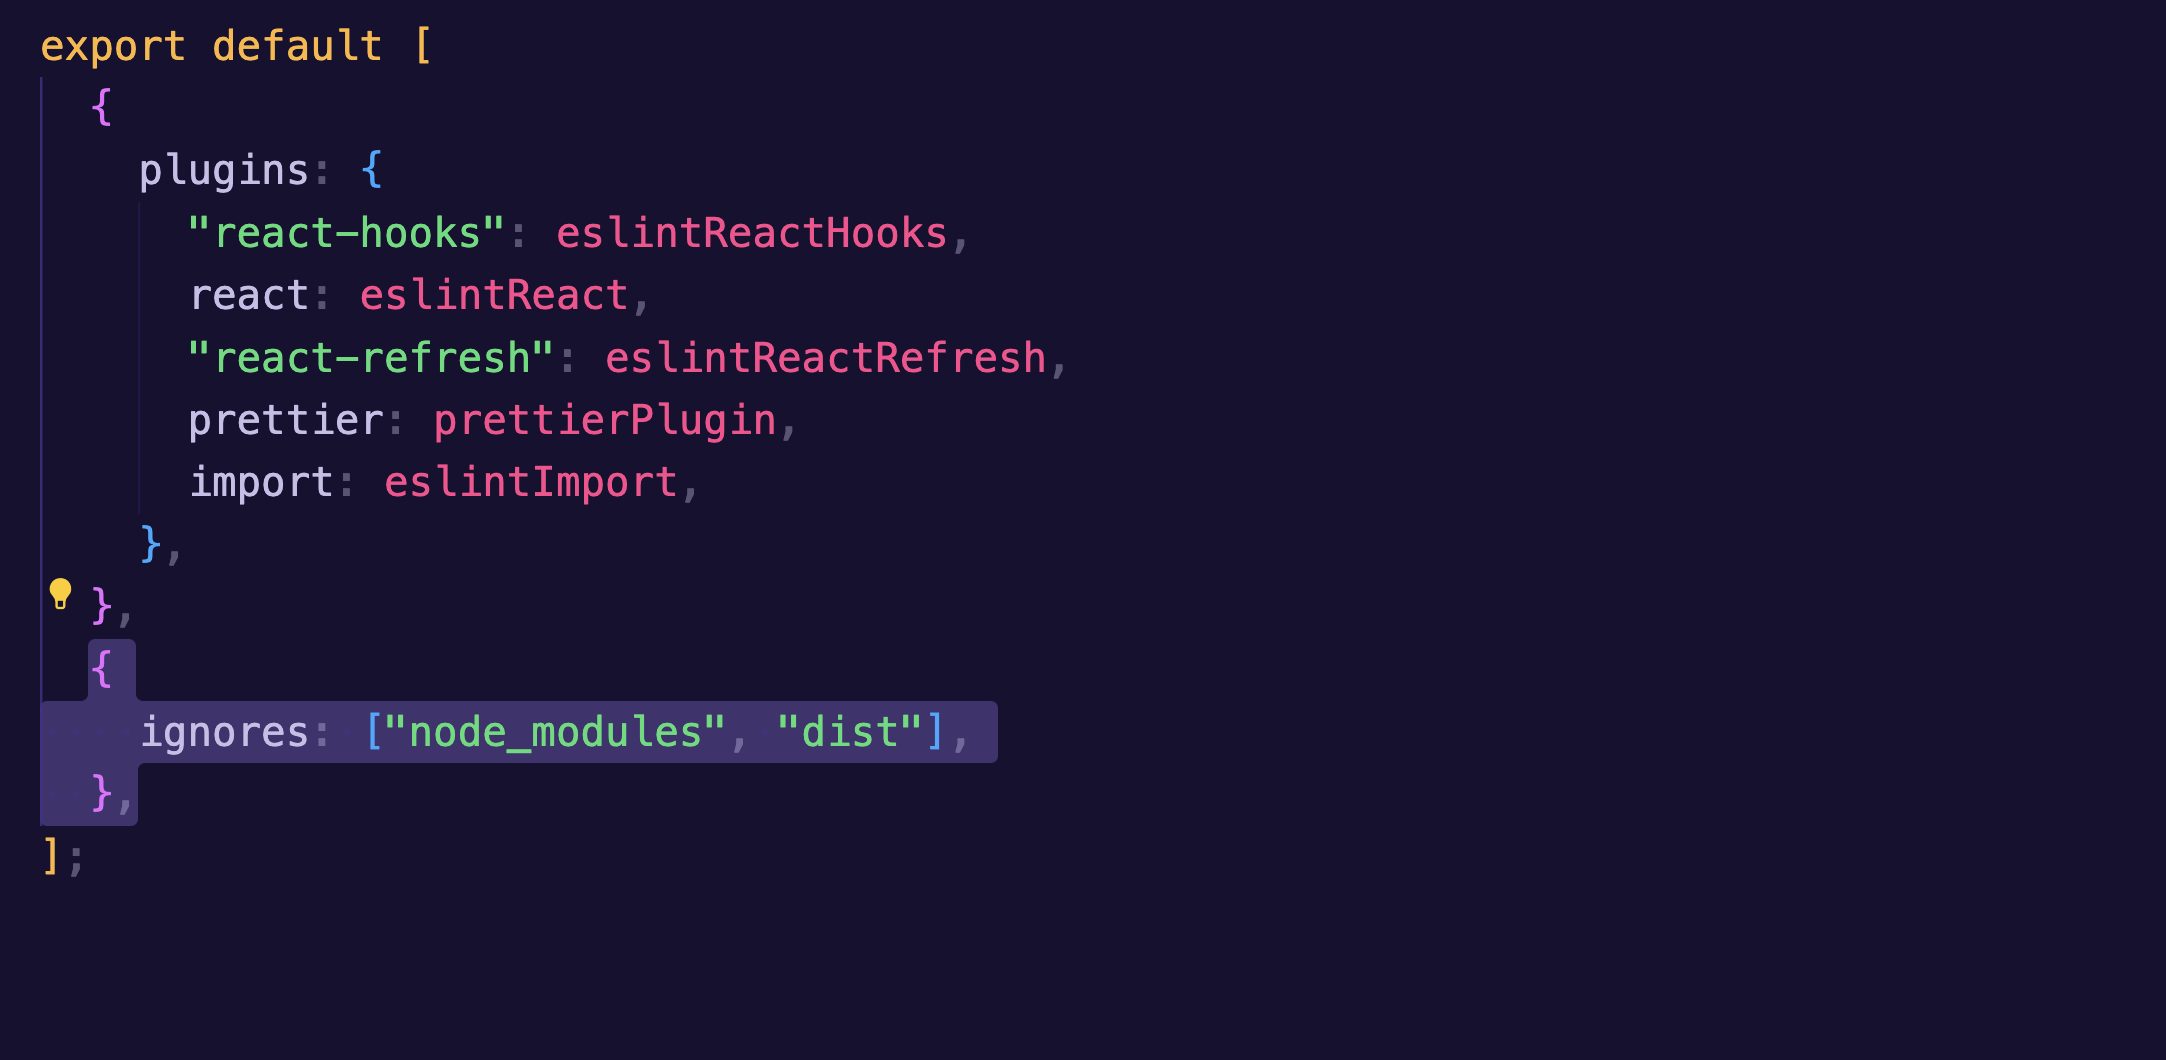 export default [
  {
    plugins: {
      "react-hooks": eslintReactHooks,
      react: eslintReact,
      "react-refresh": eslintReactRefresh,
      prettier: prettierPlugin,
      import: eslintImport,
    },
  },
  {
    ignores: ["node_modules", "dist"],
  },
];